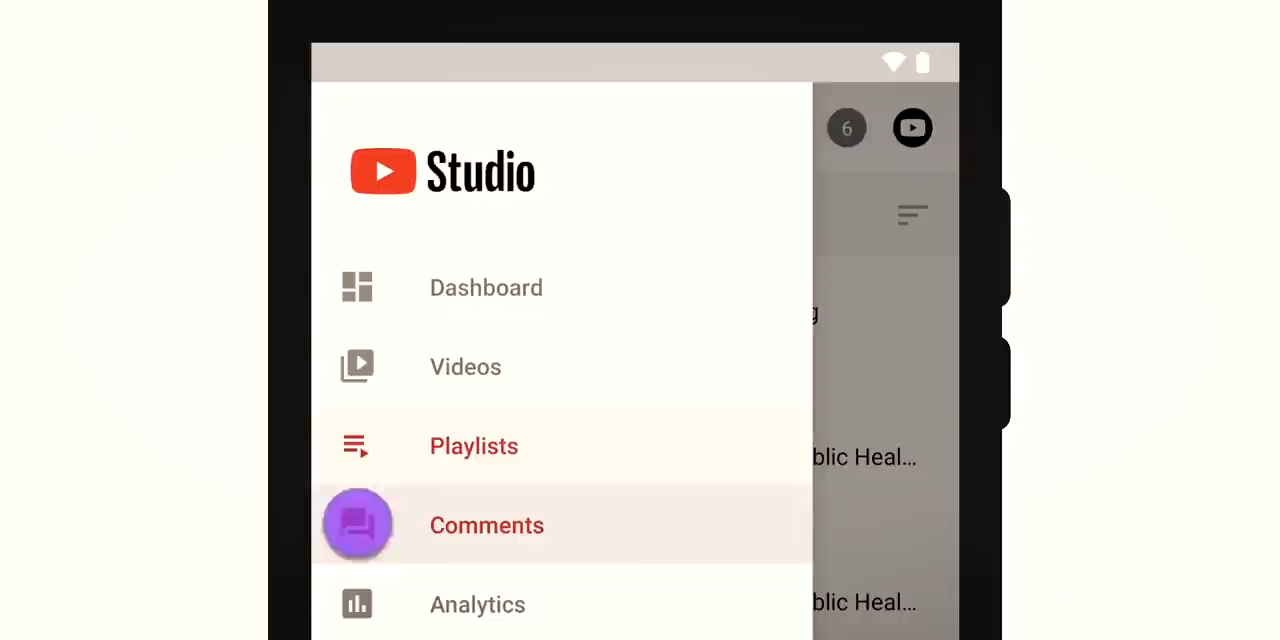 6
Studio
Dashboard
g
Videos
Playlists
blic Heal...
Comments
Analytics
blic Heal...